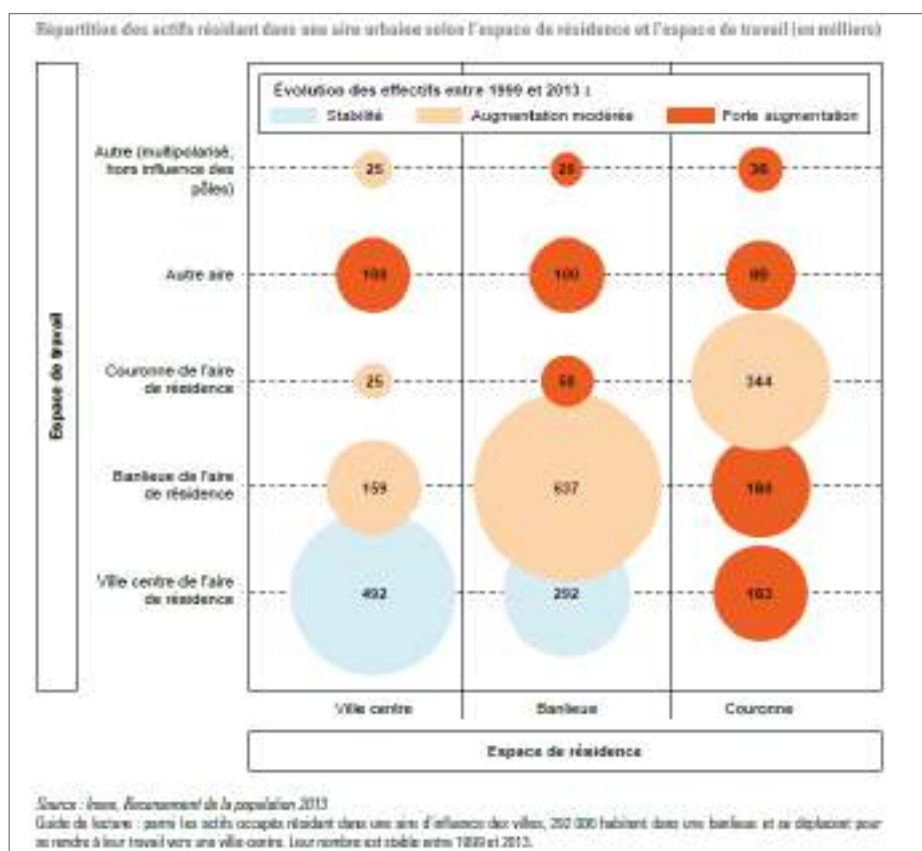 Répartition des actifs résidant dans une aire urbaine selon l'espace de résidence et l'espace de travail (en milliers)
Évolution des effectifs entre 1999 et 2013 :
Stabilité Augmentation modérée Forte augmentation
Espace de travail
Autre (multipolarisé,
hors influence des
pôles)
25
Autre aire
100
89
Couronne de l'aire
de résidence
25
344
Banlieue de l'aire
de résidence
159 637
Ville centre de l'aire
de résidence
492 292 163
Ville centre Banlieue Couronne
Espace de résidence
Source : Insee, Recensement de la population 2013
Guide de lecture : parmi les actifs occupés résidant dans une aire d'influence des villes, 292 000 habitent dans une banlieue et se déplacent pour
se rendre à leur travail vers une ville-centre. Leur nombre est stable entre 1999 et 2013.